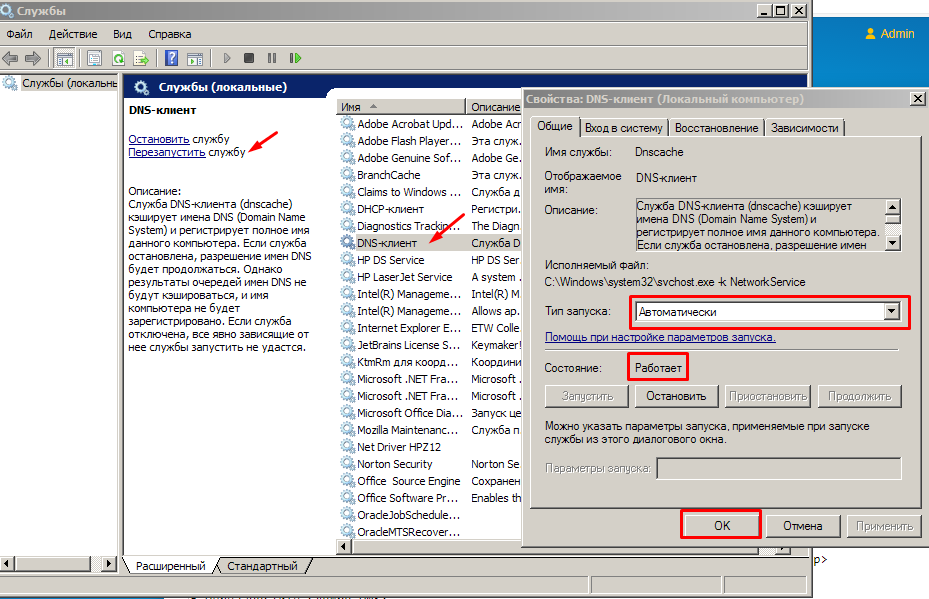 Службы
Файл Действие Вид Справка
Admin
Службы (локальны
Службы (локальные)
DNS-клиент
Остановить службу
Перезапустить службу
Описание:
Служба DNS-клиента (dnscache)
кэширует имена DNS (Domain Name
System) и регистрирует полное имя
данного компьютера. Если служба
остановлена, разрешение имен DNS
будет продолжаться. Однако
результаты очередей имен DNS не
будут кэшироваться, и имя
компьютера не будет
зарегистрировано. Если служба
отключена, все явно зависящие от
нее службы запустить не удастся.
Имя Описание
Adobe Acrobat Upd... Adobe Ac
Adobe Flash Player... Эта служ.
Adobe Genuine Sof... Adobe Ge.
BranchCache Эта служ.
Claims to Windows ... Служба д
DHCP-клиент Регистри.
Diagnostics Trackin... The Diagn
DNS-клиент Служба D
HP DS Service HP DS Ser
HP LaserJet Service A system .
Intel(R) Manageme... Intel(R) M
Intel(R) Manageme... Allows ap.
Internet Explorer E... ETW Colle
JetBrains License S... Keymaker!
KtmRm для коорд... Координи
Microsoft .NET Fra... Microsoft .
Microsoft .NET Fra... Microsoft .
Microsoft Office Dia... Запуск це
Mozilla Maintenanc... Служба п.
Net Driver HPZ12
Norton Security Norton Se
Office Source Engine Сохранен
Office Software Pr... Enables th
OracleJobSchedule...
OracleMTSRecover...
Расширенный Стандартный
Свойства: DNS-клиент (Локальный компьютер)
Общие Вход в систему Восстановление Зависимости
Имя службы: Dnscache
Отображаемое
имя: DNS-клиент
Описание: Служба DNS-клиента (dnscache) кэширует
имена DNS (Domain Name System) и
регистрирует полное имя данного компьютера.
Если служба остановлена, разрешение имен
Исполняемый файл:
C:\Windows\system32\svchost.exe -k NetworkService
Тип запуска: Автоматически
Помощь при настройке параметров запуска.
Состояние: Работает
Запустить Остановить Приостановить Продолжить
Можно указать параметры запуска, применяемые при запуске
службы из этого диалогового окна.
Параметры запуска:
OK Отмена Применить
p>